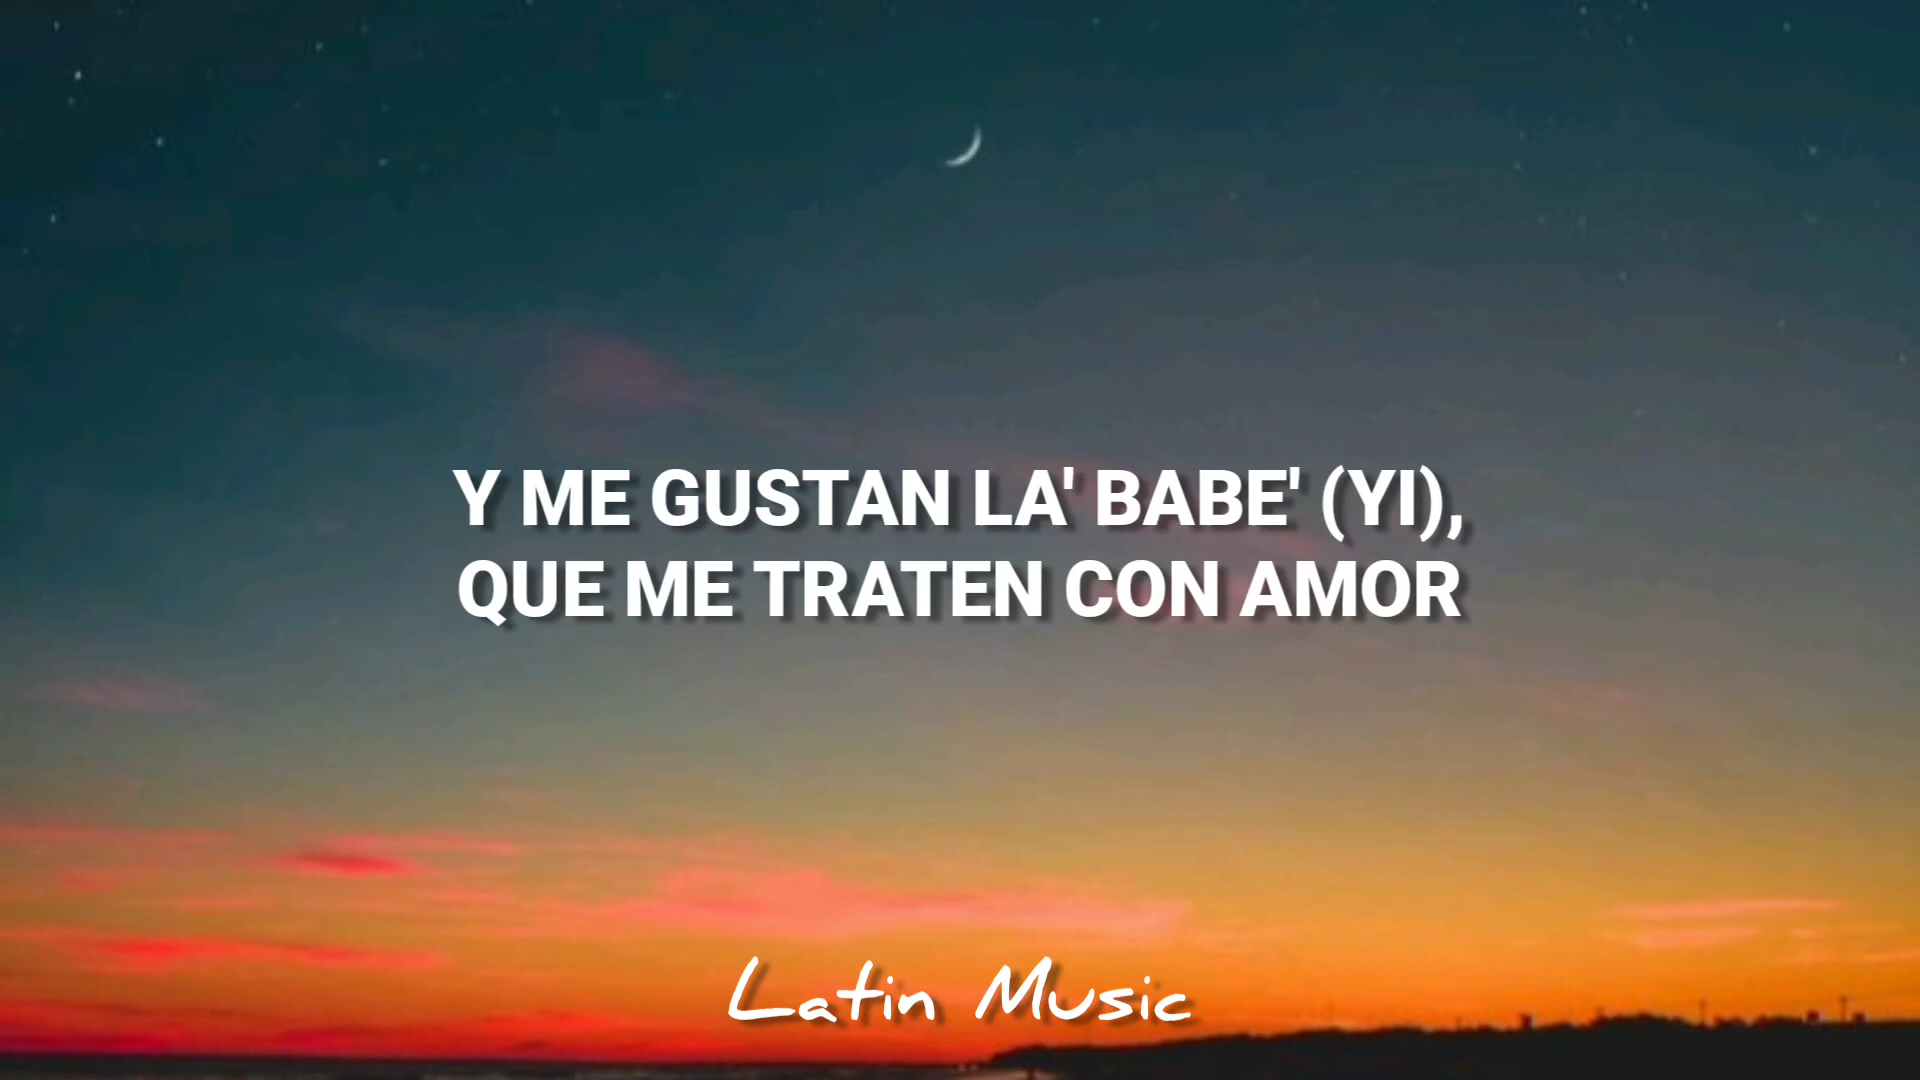 Y ME GUSTAN LA' BABE' (YI),
QUE ME TRATEN CON AMOR
Latin Music